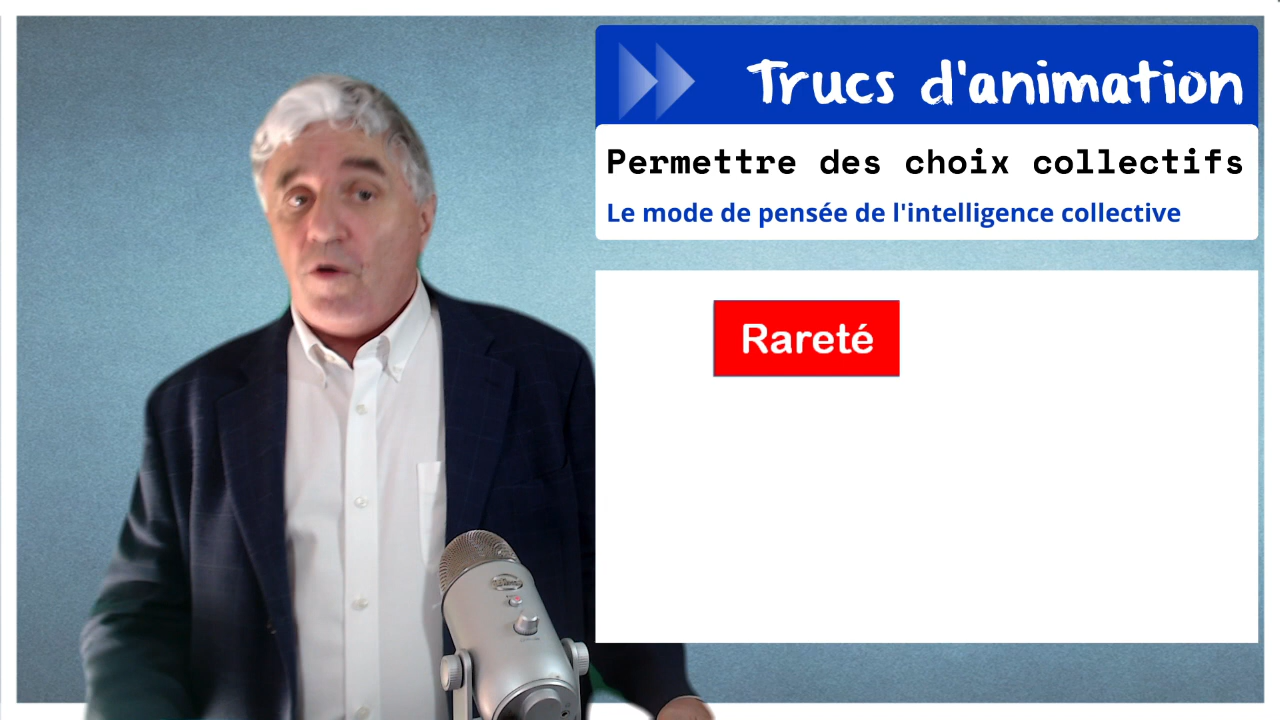 Trucs d'animation
Permettre des choix collectifs
Le mode de pensée de l'intelligence collective
Rareté